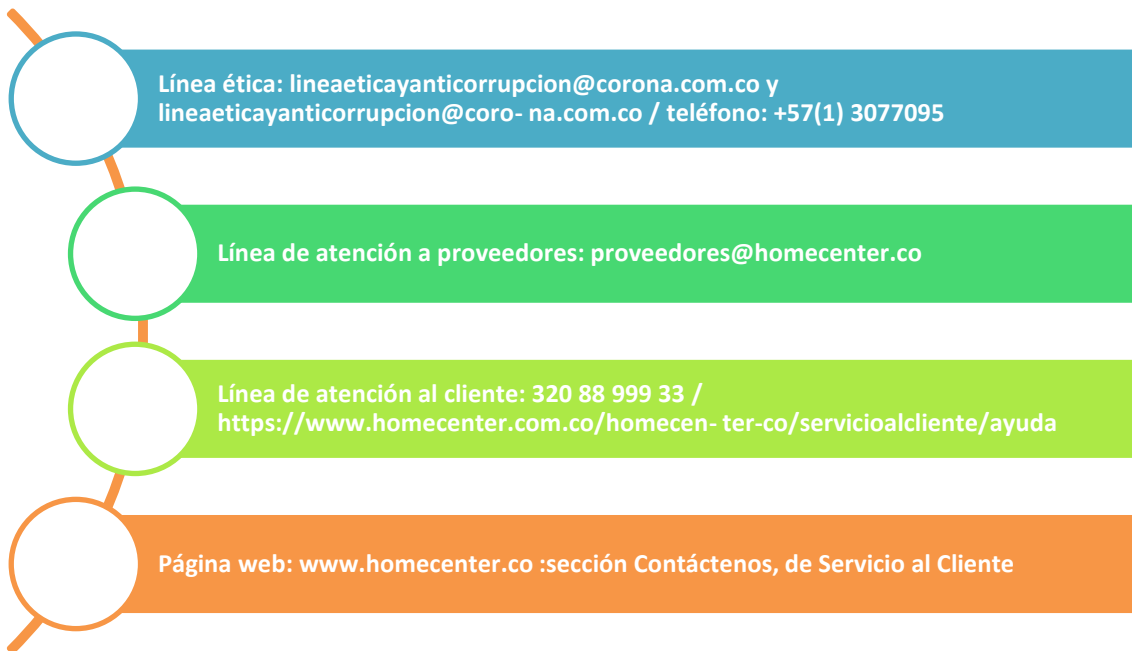 Línea ética: lineaeticayanticorrupcion@corona.com.co y
lineaeticayanticorrupcion@coro- na.com.co / teléfono: +57(1) 3077095
Línea de atención a proveedores: proveedores@homecenter.co
Línea de atención al cliente: 320 88 999 33 /
https://www.homecenter.com.co/homecen- ter-co/servicioalcliente/ayuda
Página web: www.homecenter.co :sección Contáctenos, de Servicio al Cliente